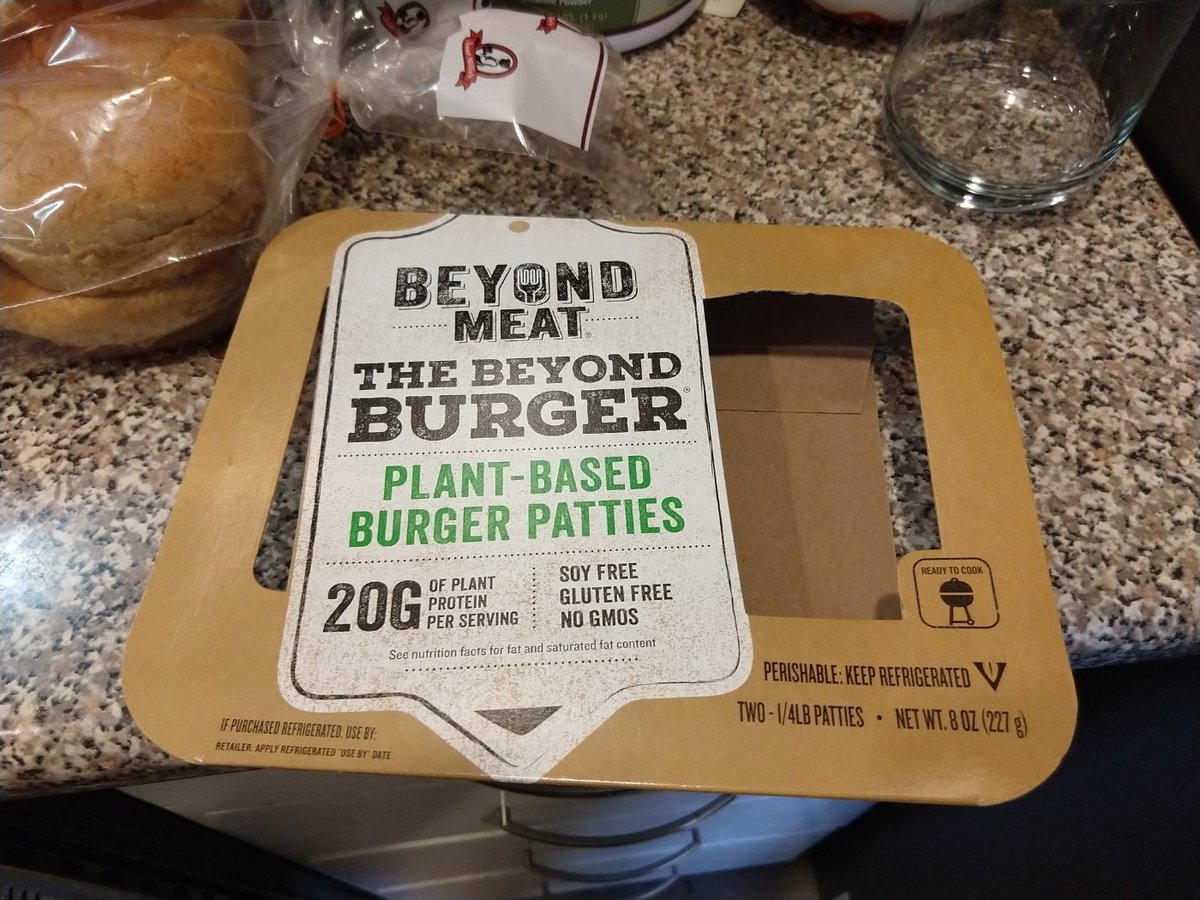 BEYOND
MEAT®
THE BEYOND
BURGER®
PLANT-BASED
BURGER PATTIES
20G OF PLANT
PROTEIN
PER SERVING
SOY FREE
GLUTEN FREE
NO GMOS
See nutrition facts for fat and saturated fat content
READY TO COOK
PERISHABLE: KEEP REFRIGERATED
TWO - 1/4LB PATTIES • NET WT. 8 OZ (227 g)
IF PURCHASED REFRIGERATED, USE BY:
RETAILER: APPLY REFRIGERATED "USE BY" DATE